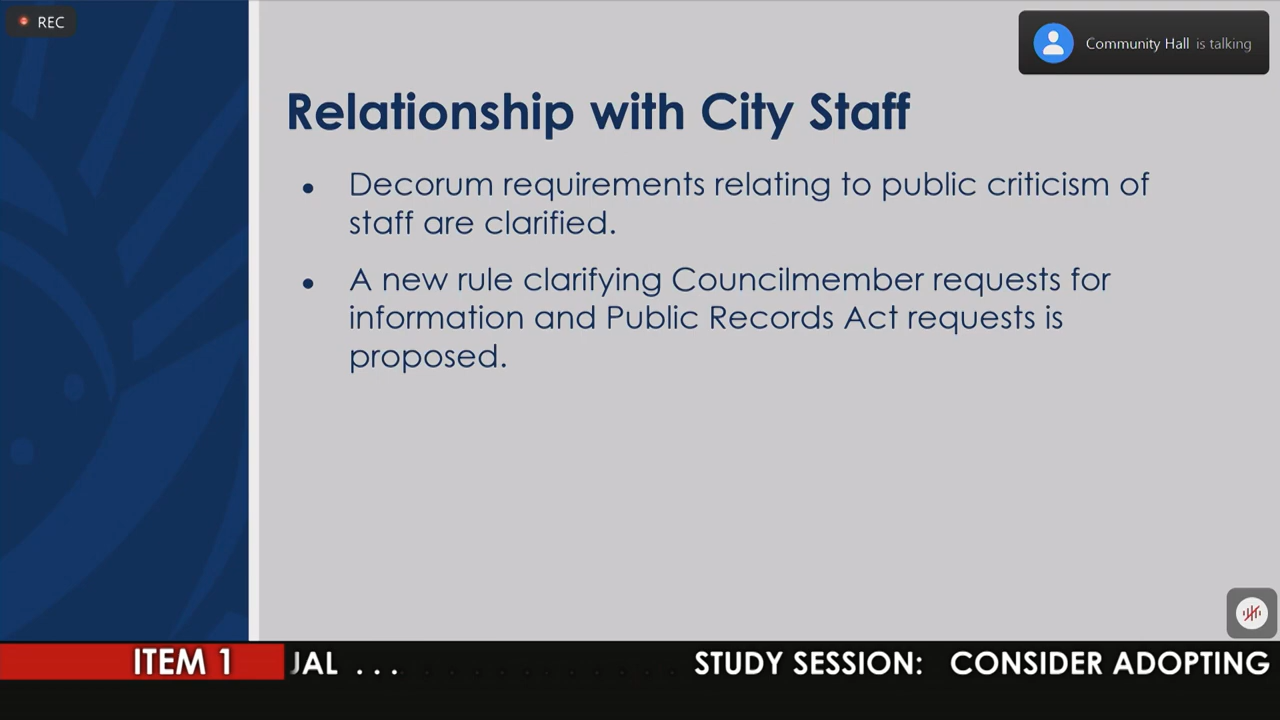 REC
Community Hall is talking
Relationship with City Staff
• Decorum requirements relating to public criticism of
staff are clarified.
• A new rule clarifying Councilmember requests for
information and Public Records Act requests is
proposed.
ITEM 1 JAL . . . STUDY SESSION: CONSIDER ADOPTING